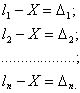 l₁ − X = Δ₁;
l₂ − X = Δ₂;
....................;
lₙ − X = Δₙ.